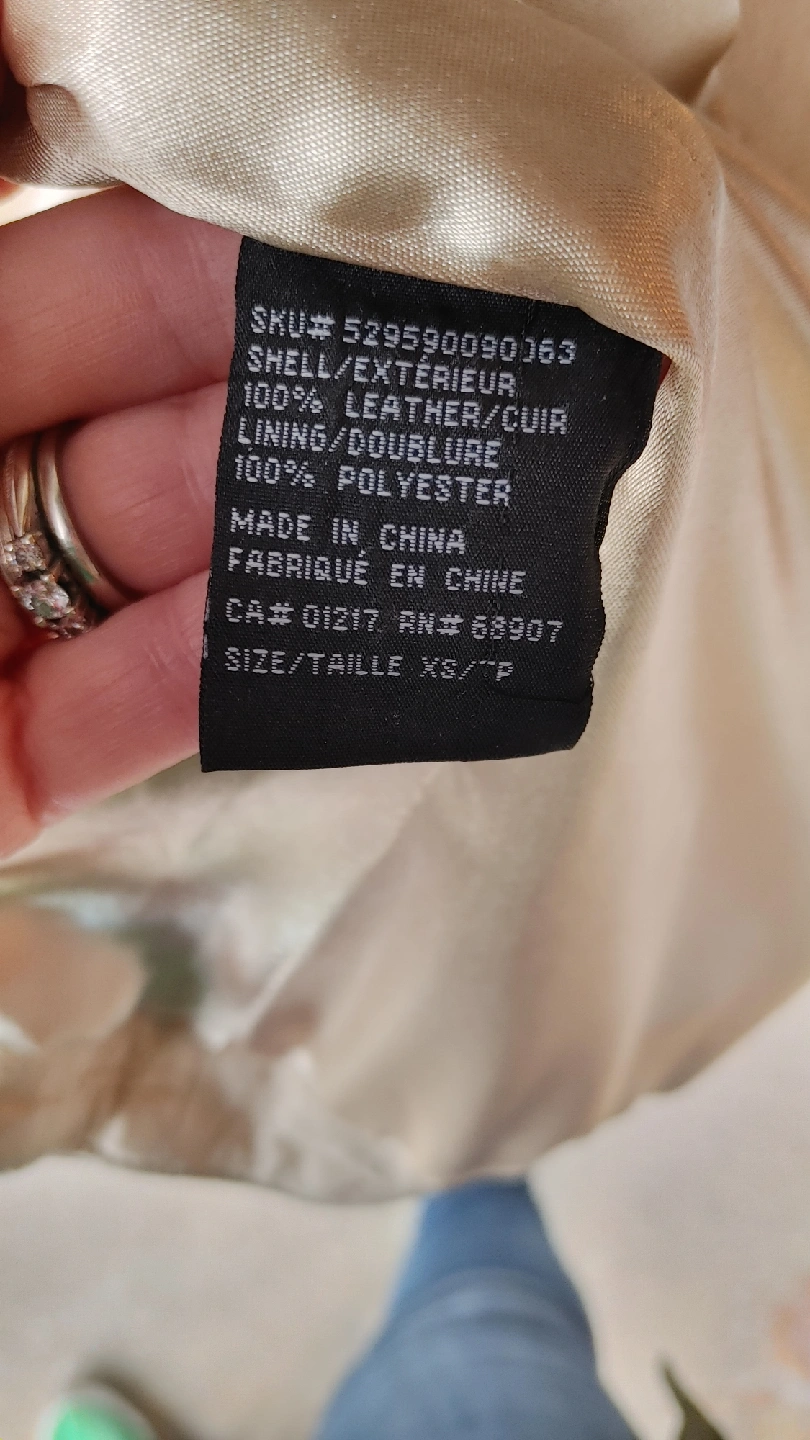 SKU# 529590090063
SHELL/EXTÉRIEUR
100% LEATHER/CUIR
LINING/DOUBLURE
100% POLYESTER
MADE IN CHINA
FABRIQUÉ EN CHINE
CA# 01217 RN# 68907
SIZE/TAILLE XS/TP